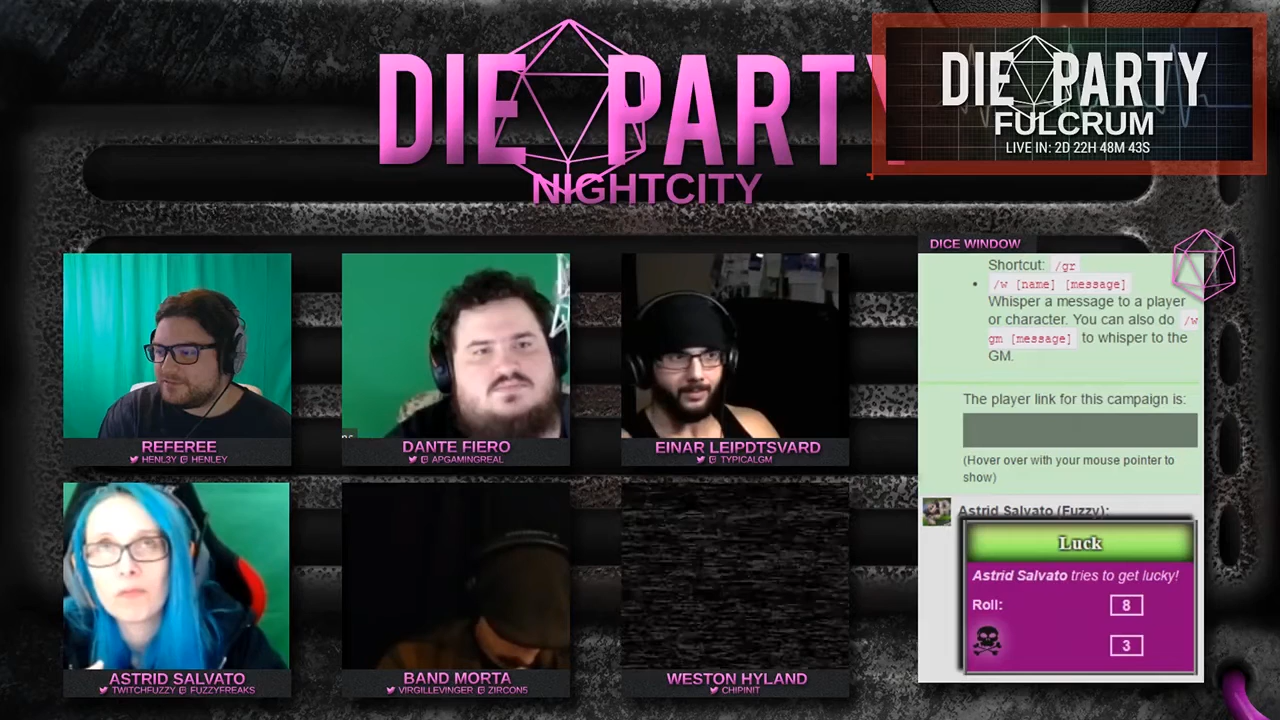 DIE PARTY
NIGHTCITY
DIE PARTY
FULCRUM
LIVE IN: 2D 22H 48M 43S
REFEREE
HENL3Y HENLEY
DANTE FIERO
APGAMINGREAL
EINAR LEIPDTSVARD
TYPICALGM
ASTRID SALVATO
TWITCHFUZZY FUZZYFREAKS
BAND MORTA
VIRGILLEVINGER ZIRCON5
WESTON HYLAND
CHIPINIT
DICE WINDOW
Shortcut: /gr
• /w [name] [message]
Whisper a message to a player
or character. You can also do /w
gm [message] to whisper to the
GM.
The player link for this campaign is:
(Hover over with your mouse pointer to
show)
Astrid Salvato (Fuzzy):
Luck
Astrid Salvato tries to get lucky!
Roll: 8
3